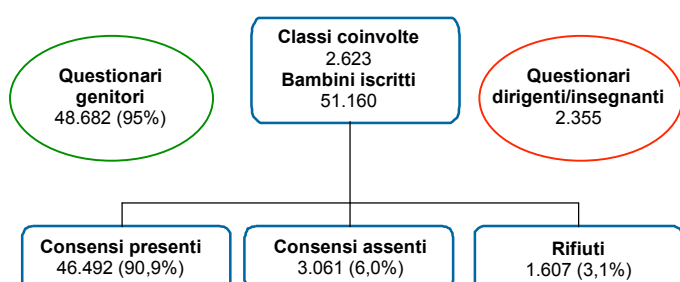 Classi coinvolte
2.623
Bambini iscritti
51.160
Questionari
genitori
48.682 (95%)
Questionari
dirigenti/insegnanti
2.355
Consensi presenti
46.492 (90,9%)
Consensi assenti
3.061 (6,0%)
Rifiuti
1.607 (3,1%)